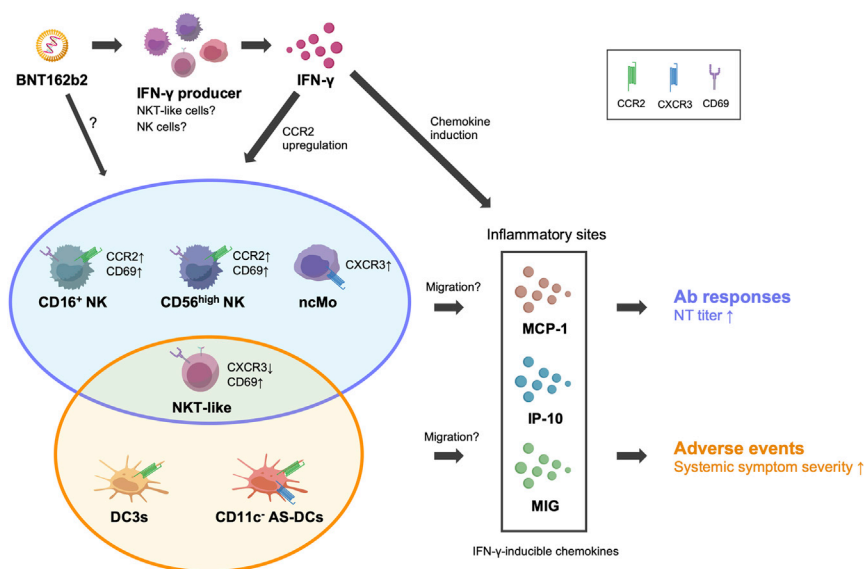 BNT162b2
IFN-γ producer
NKT-like cells?
NK cells?
IFN-γ
?
CCR2
upregulation
Chemokine
induction
CCR2
CXCR3
CD69
CCR2↑
CD69↑
CD16⁺ NK
CCR2↑
CD69↑
CD56ʰⁱᵍʰ NK
CXCR3↑
ncMo
CXCR3↓
CD69↑
NKT-like
DC3s
CD11c⁻ AS-DCs
Migration?
Migration?
Inflammatory sites
MCP-1
IP-10
MIG
IFN-γ-inducible chemokines
Ab responses
NT titer ↑
Adverse events
Systemic symptom severity ↑